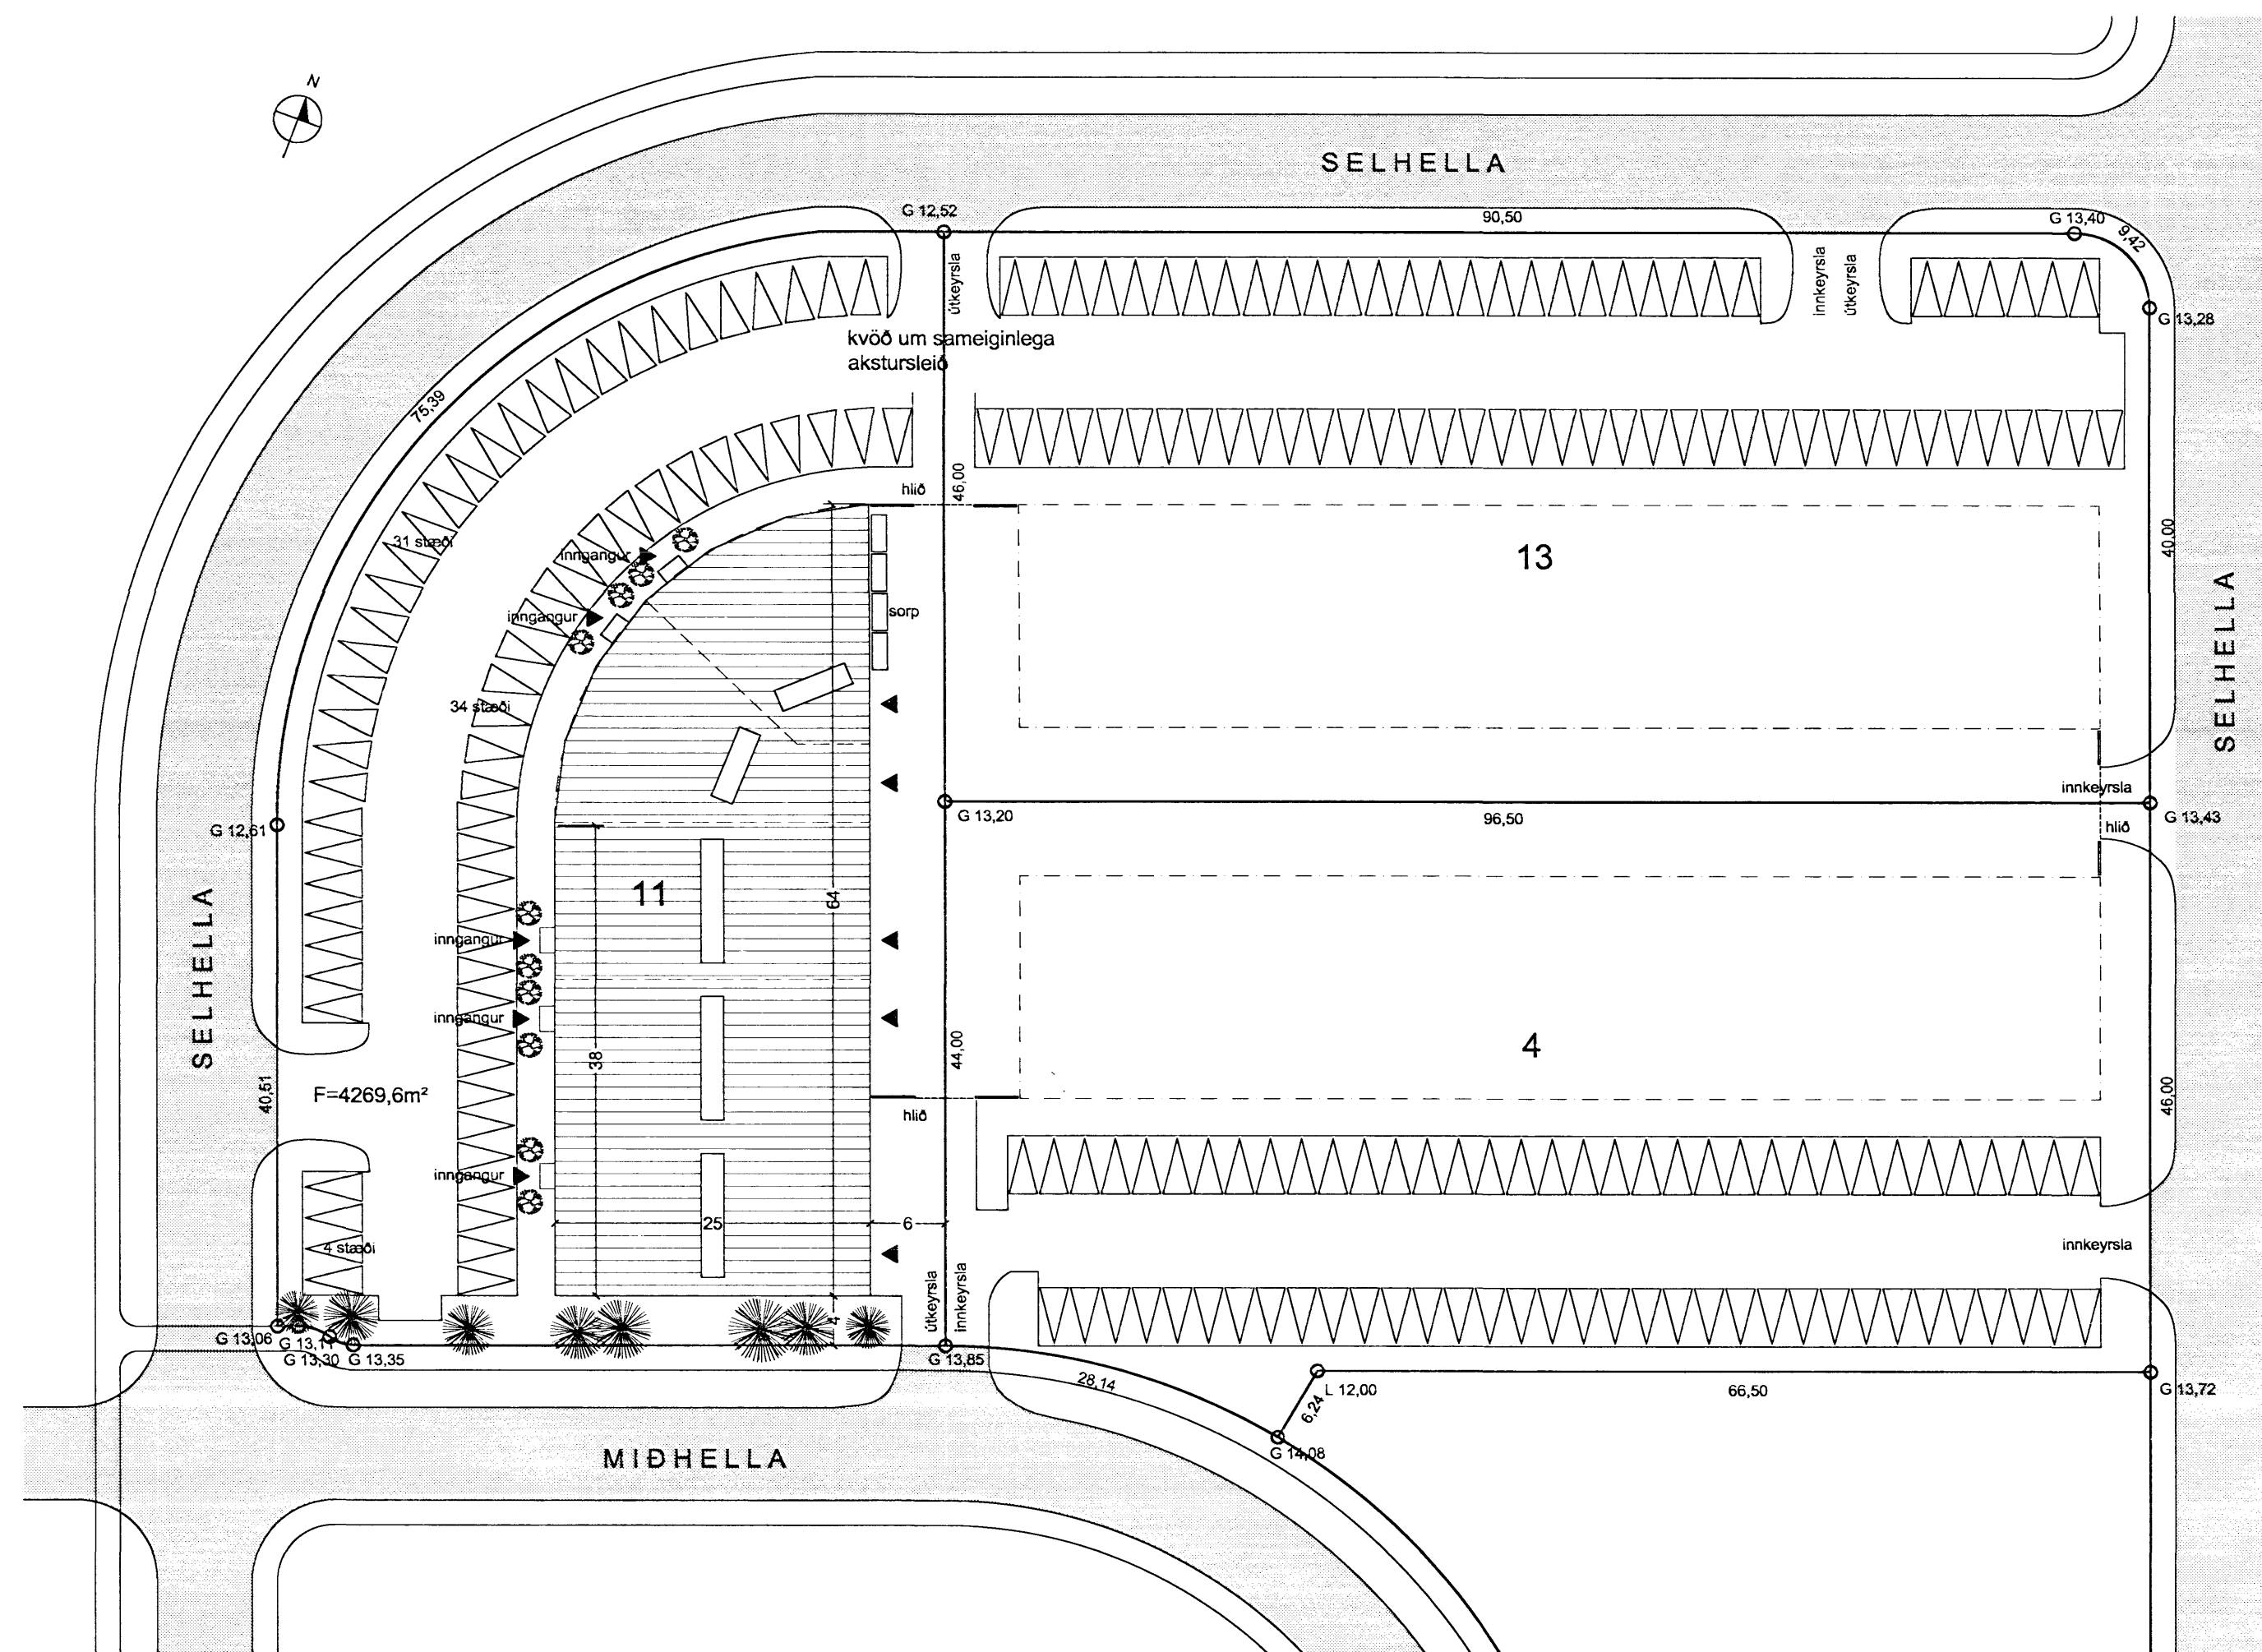 N
SELHELLA
G 12,52
90,50
G 13,40
9,42
útkeyrsla
innkeyrsla
útkeyrsla
G 13,28
kvöð um sameiginlega
akstursleið
75,39
46,00
hlið
31 stæði
inngangur
13
40,00
sorp
inngangur
SELHELLA
34 stæði
innkeyrsla
G 12,61
G 13,20
96,50
G 13,43
hlið
11
64
SELHELLA
inngangur
inngangur
38
44,00
4
40,51
F=4269,6m²
hlið
46,00
inngangur
25
6
4 stæði
innkeyrsla
útkeyrsla
innkeyrsla
4
G 13,06
G 13,11
G 13,30
G 13,35
G 13,85
28,14
L 12,00
66,50
G 13,72
6,24
G 14,08
MIÐHELLA